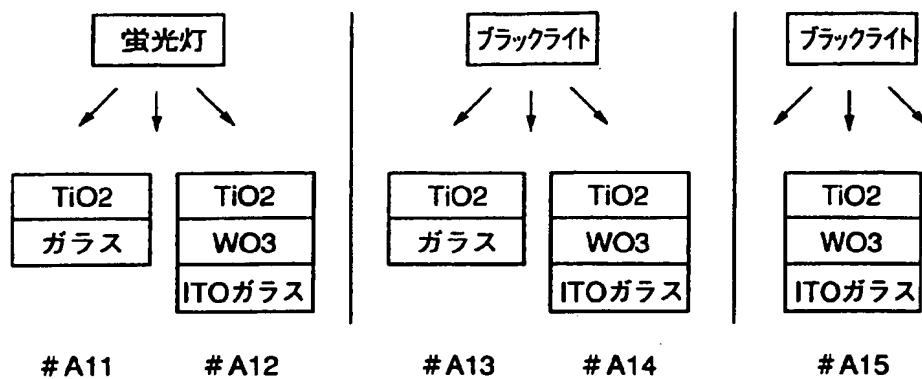 蛍光灯
ブラックライト
ブラックライト
TiO2
TiO2
TiO2
TiO2
TiO2
ガラス
WO3
ガラス
WO3
WO3
ITOガラス
ITOガラス
ITOガラス
#A11
#A12
#A13
#A14
#A15